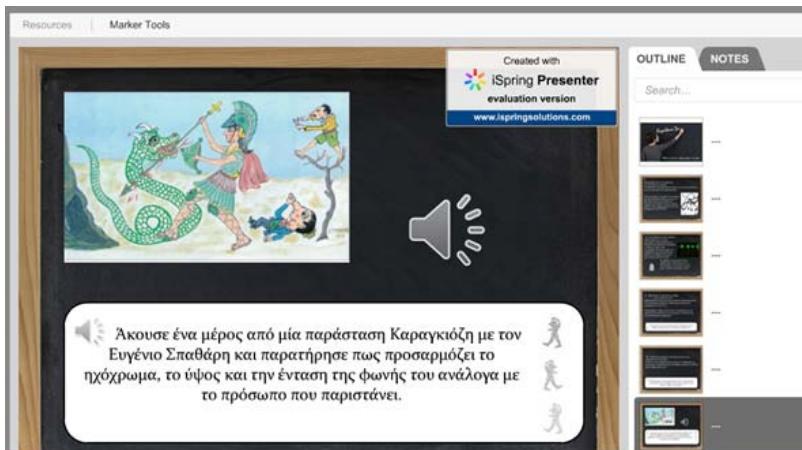 Resources | Marker Tools
Created with
iSpring Presenter
evaluation version
www.ispringsolutions.com
OUTLINE NOTES
Search...
Άκουσε ένα μέρος από μία παράσταση Καραγκιόζη με τον
Ευγένιο Σπαθάρη και παρατήρησε πως προσαρμόζει το
ηχόχρωμα, το ύψος και την ένταση της φωνής του ανάλογα με
το πρόσωπο που παριστάνει.
...
...
...
...
...
...